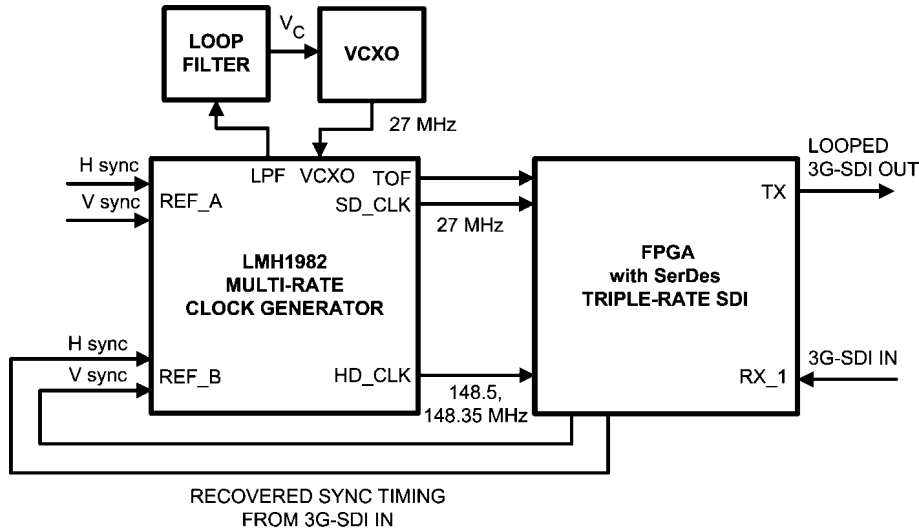 LOOP
FILTER
VC
VCXO
27 MHz
H sync
V sync
REF_A
LPF
VCXO
TOF
SD_CLK
27 MHz
LMH1982
MULTI-RATE
CLOCK GENERATOR
H sync
V sync
REF_B
HD_CLK
148.5,
148.35 MHz
FPGA
with SerDes
TRIPLE-RATE SDI
TX
LOOPED
3G-SDI OUT
3G-SDI IN
RX_1
RECOVERED SYNC TIMING
FROM 3G-SDI IN